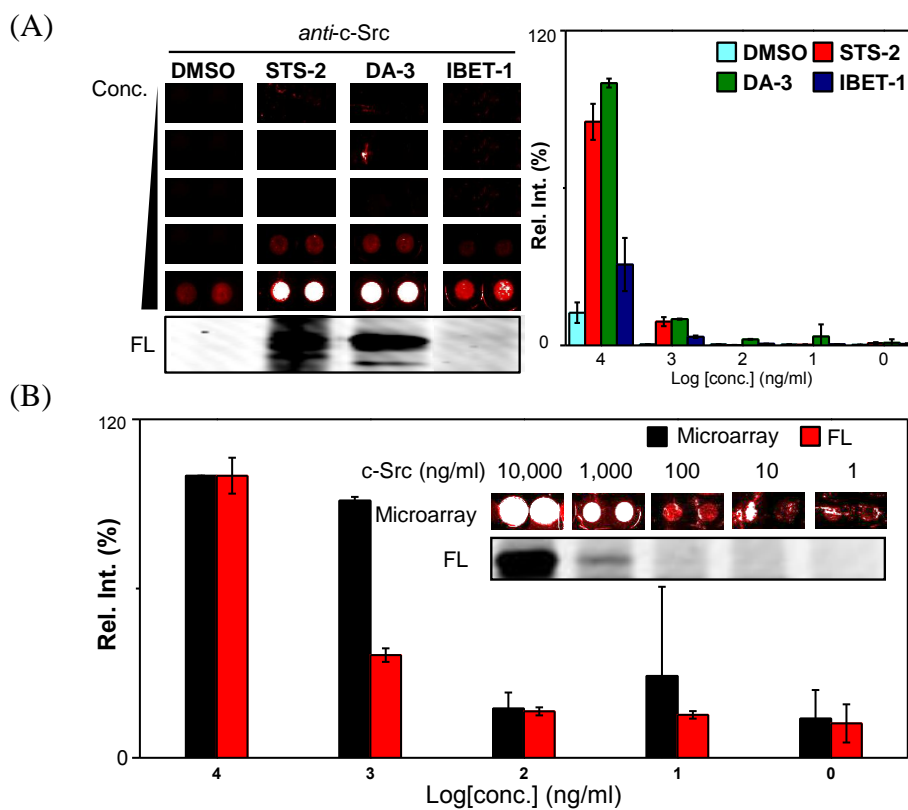 (A)
anti-c-Src
DMSO STS-2 DA-3 IBET-1
Conc.
FL
120
DMSO STS-2
DA-3 IBET-1
Rel. Int. (%)
0
4 3 2 1 0
Log [conc.] (ng/ml)
(B)
120
Microarray FL
c-Src (ng/ml) 10,000 1,000 100 10 1
Microarray
FL
Rel. Int. (%)
0
4 3 2 1 0
Log[conc.] (ng/ml)